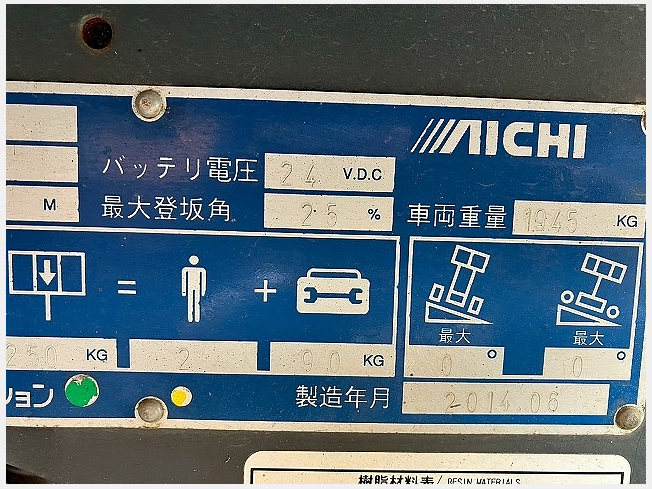 AICHI
バッテリ電圧 24 V.D.C
M 最大登坂角 25 % 車両重量 1945 KG
= +
最大 最大
250 KG 2 90 KG 0 ° 0 °
ション 製造年月 2014.06
樹脂材料表/RESIN MATERIALS